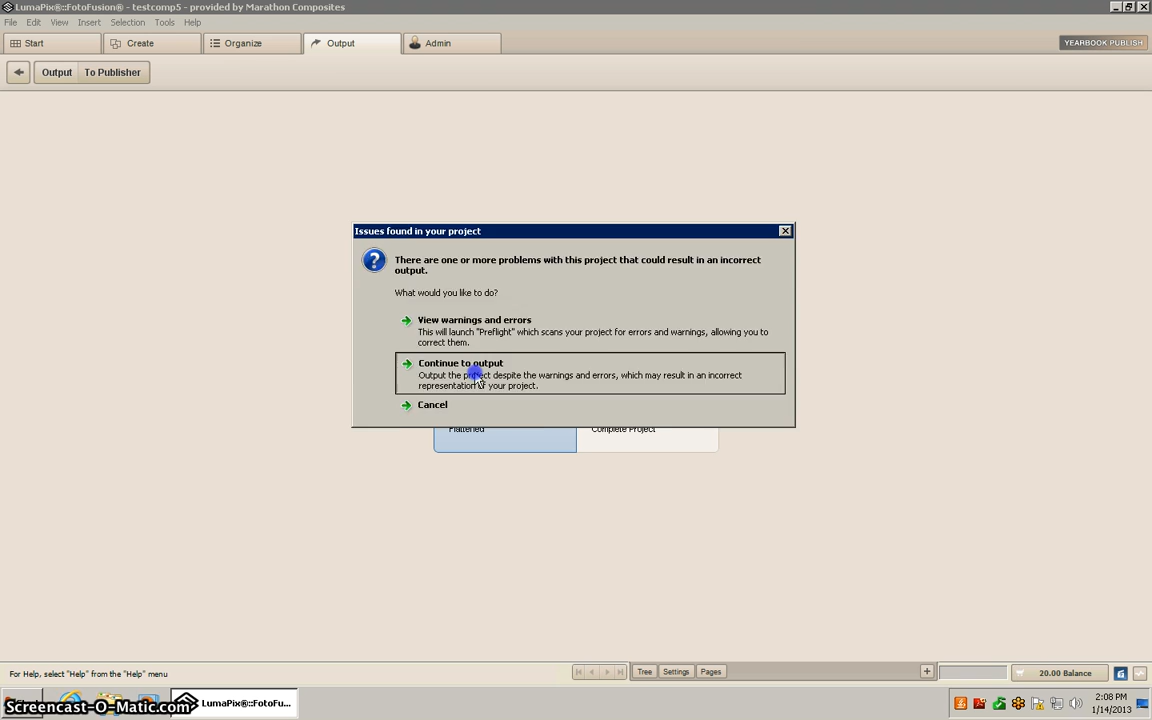 LumaPix®::FotoFusion® - testcomp5 - provided by Marathon Composites
File Edit View Insert Selection Tools Help
Start Create Organize Output Admin YEARBOOK PUBLISH
Output To Publisher
Issues found in your project
There are one or more problems with this project that could result in an incorrect
output.
What would you like to do?
View warnings and errors
This will launch "Preflight" which scans your project for errors and warnings, allowing you to
correct them.
Continue to output
Output the project despite the warnings and errors, which may result in an incorrect
representation of your project.
Cancel
Flattened Complete Project
For Help, select "Help" from the "Help" menu Tree Settings Pages + 20.00 Balance
LumaPix®::FotoFu... 2:08 PM
Screencast-O-Matic.com 1/14/2013